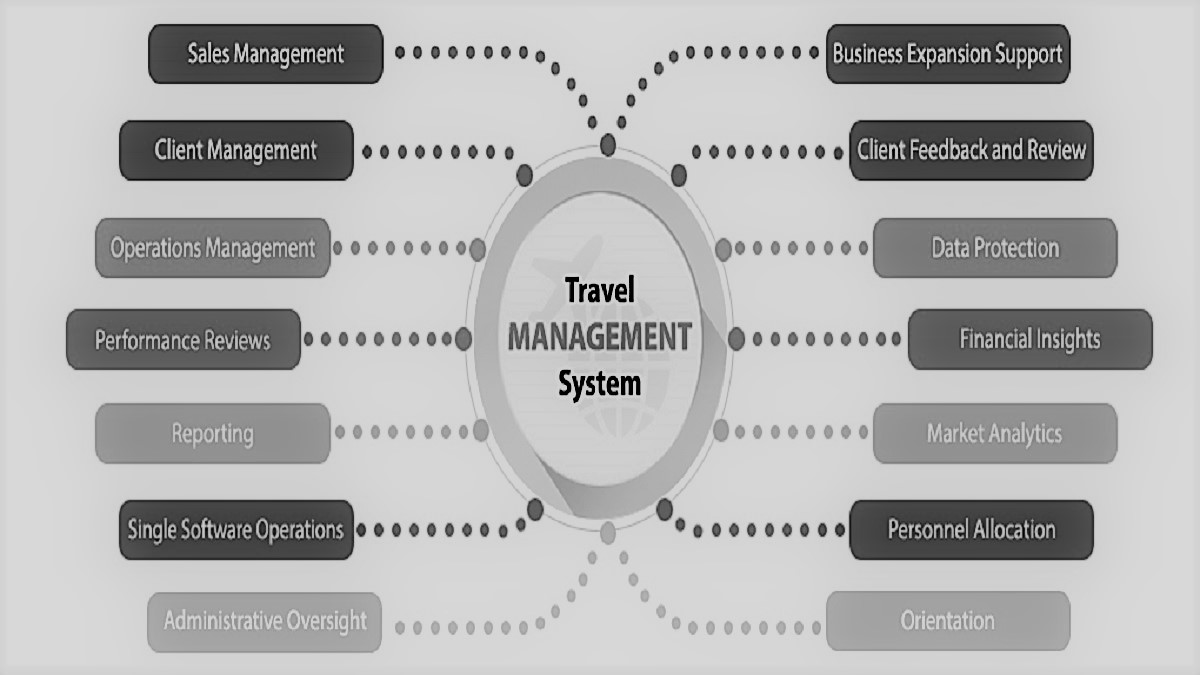 Sales Management
Business Expansion Support
Client Management
Client Feedback and Review
Operations Management
Data Protection
Travel
MANAGEMENT
System
Performance Reviews
Financial Insights
Reporting
Market Analytics
Single Software Operations
Personnel Allocation
Administrative Oversight
Orientation